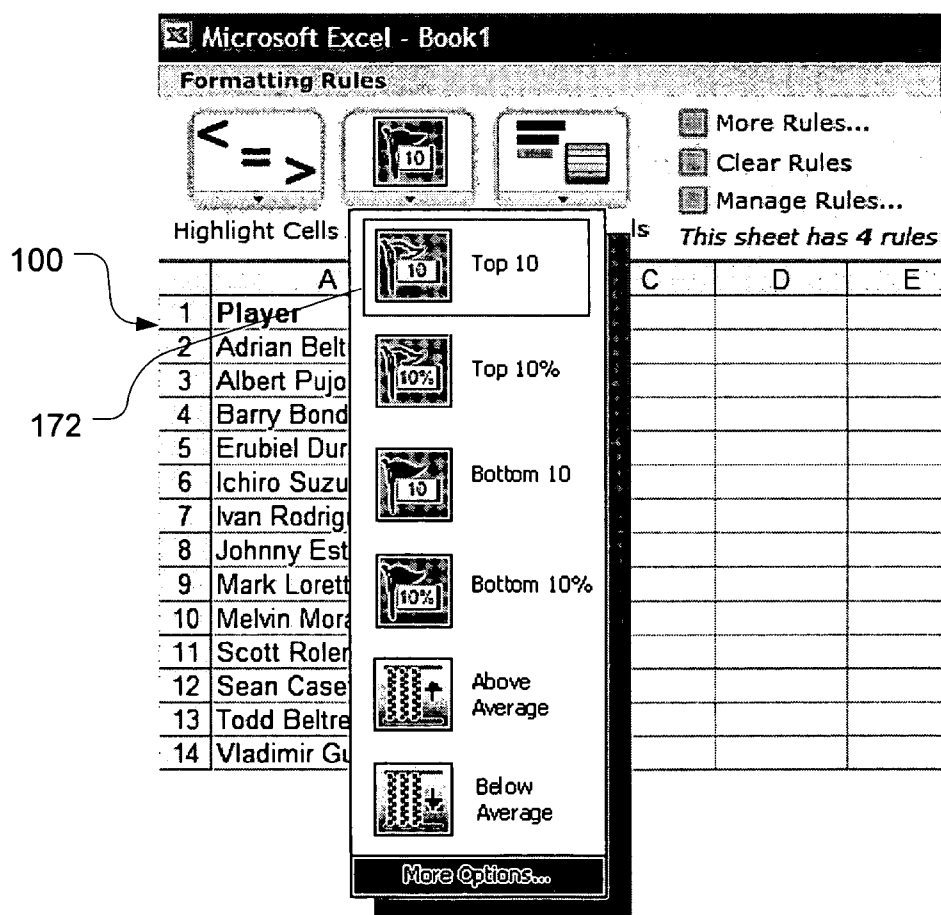 Microsoft Excel - Book1
Formatting Rules
< = >
10
More Rules...
Clear Rules
Manage Rules...
Highlight Cells
ls
This sheet has 4 rules
100
172
A
C
D
E
1 Player
2 Adrian Belt
3 Albert Pujo
4 Barry Bond
5 Erubiel Dur
6 Ichiro Suzu
7 Ivan Rodrig
8 Johnny Est
9 Mark Lorett
10 Melvin Mora
11 Scott Roler
12 Sean Case
13 Todd Beltre
14 Vladimir Gu
10 Top 10
10% Top 10%
10 Bottom 10
10% Bottom 10%
Above
Average
Below
Average
More Options...